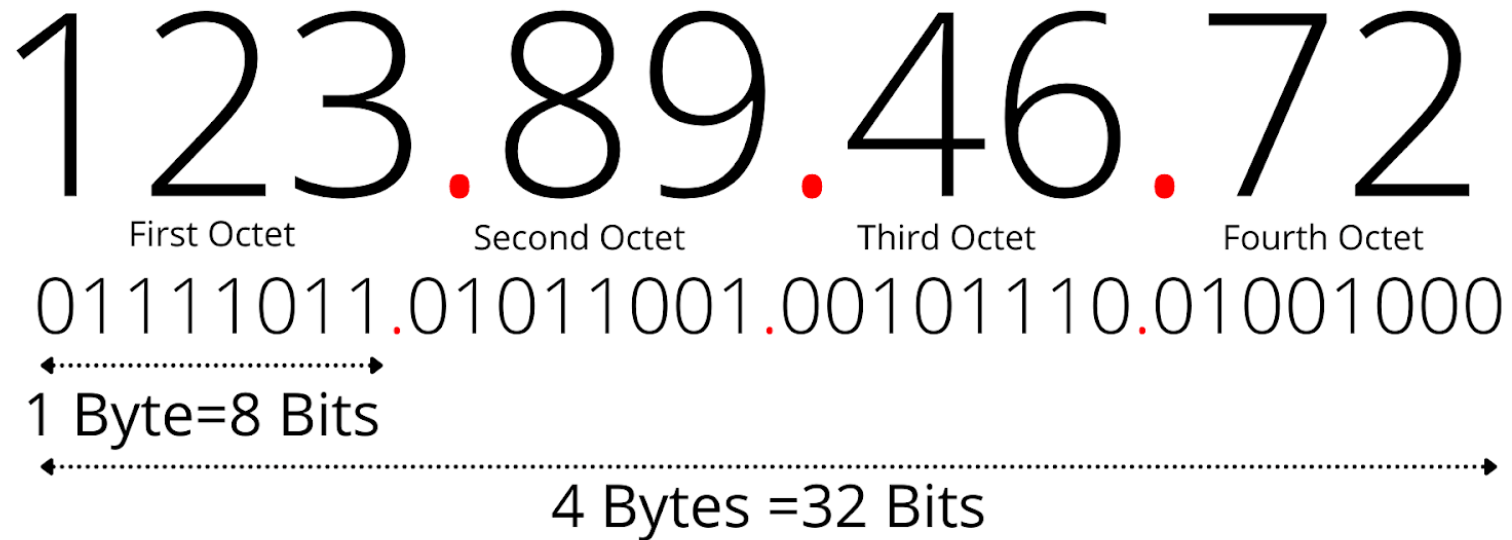 123.89.46.72
First Octet Second Octet Third Octet Fourth Octet
01111011.01011001.00101110.01001000
1 Byte=8 Bits
4 Bytes =32 Bits